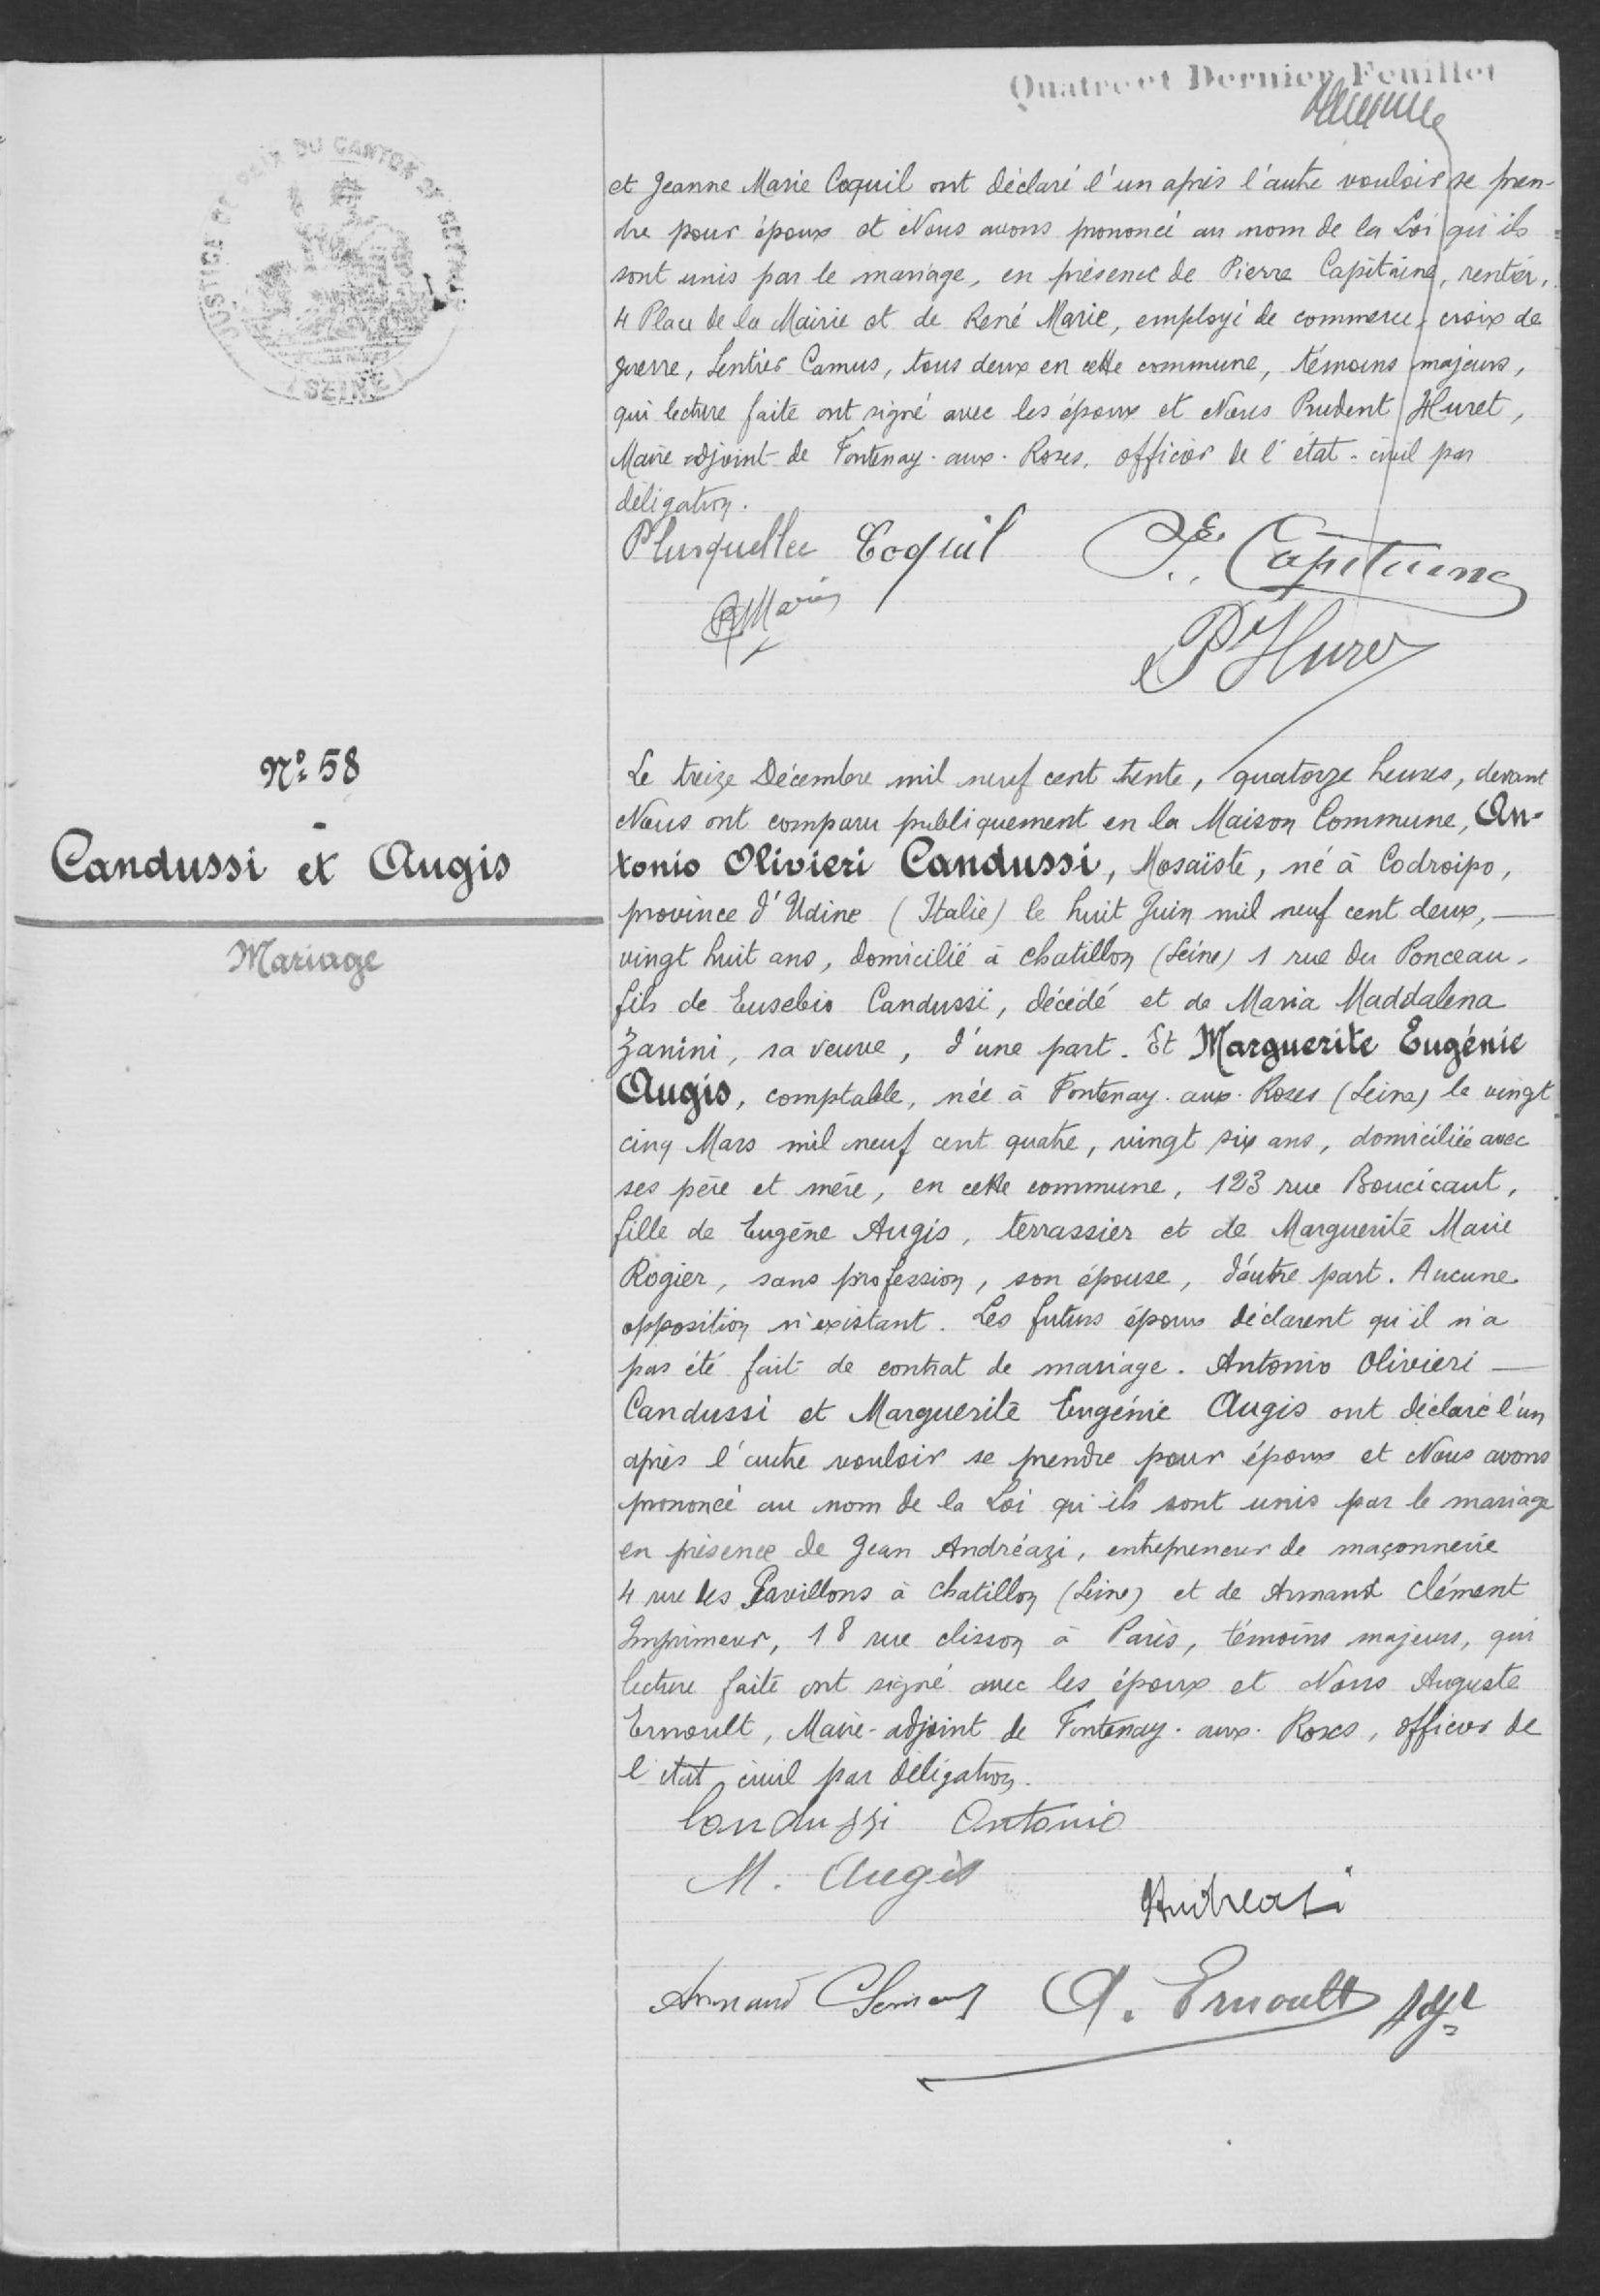 Quatre et Dernier Feuillet
JUSTICE DE PAIX DU CANTON DE
(SEINE)
et Jeanne Marie Coquil ont déclaré l'un après l'autre vouloir se pren-
dre pour époux et Nous avons prononcé au nom de la Loi qu'ils
sont unis par le mariage, en présence de Pierre Capitaine, rentier,
4 Place de la Mairie et de René Marie, employé de commerce, croix de
guerre, Sentier Camus, tous deux en cette commune, témoins majeurs,
qui lecture faite ont signé avec les époux et Nous Prudent Huret,
Maire adjoint de Fontenay-aux-Roses, officier de l'état-civil par
déligation.
Plusquellec Coquil P. Capitaine
RMarie
P Huret
N° 58
Candussi et Augis
Mariage
Le treize Décembre mil neuf cent trente, quatorze heures, devant
Nous ont comparu publiquement en la Maison Commune, An-
tonio Olivieri Candussi, Mosaïste, né à Codroipo,
province d'Udine (Italie) le huit Juin mil neuf cent deux, —
vingt huit ans, domicilié à Chatillon (Seine) 1 rue du Ponceau,
fils de Eusebio Candussi, décédé et de Maria Maddalena
Zanini, sa veuve, d'une part. Et Marguerite Eugénie
Augis, comptable, née à Fontenay-aux-Roses (Seine) le vingt
cinq Mars mil neuf cent quatre, vingt six ans, domiciliée avec
ses père et mère, en cette commune, 123 rue Boucicaut,
fille de Eugène Augis, terrassier et de Marguerite Marie
Rogier, sans profession, son épouse, d'autre part. Aucune
opposition n'existant. Les futurs époux déclarent qu'il n'a
pas été fait de contrat de mariage. Antonio Olivieri —
Candussi et Marguerite Eugénie Augis ont déclaré l'un
après l'autre vouloir se prendre pour époux et Nous avons
prononcé au nom de la Loi qu'ils sont unis par le mariage
en présence de Jean Andréazi, entrepreneur de maçonnerie
4 rue des Pavillons à Chatillon (Seine) et de Armand Clément
Imprimeur, 18 rue Clisson à Paris, témoins majeurs, qui
lecture faite ont signé avec les époux et Nous Auguste
Ernoult, Maire-adjoint de Fontenay-aux-Roses, officier de
l'état civil par déligation.
Candussi Antonio
M. Augis
Andreasi
Armand Clement A. Ernoult adjt